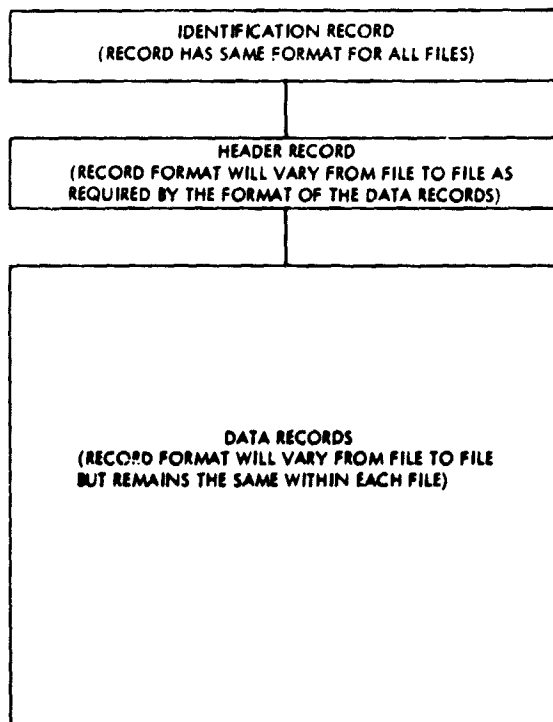 IDENTIFICATION RECORD
(RECORD HAS SAME FORMAT FOR ALL FILES)
HEADER RECORD
(RECORD FORMAT WILL VARY FROM FILE TO FILE AS
REQUIRED BY THE FORMAT OF THE DATA RECORDS)
DATA RECORDS
(RECORD FORMAT WILL VARY FROM FILE TO FILE
BUT REMAINS THE SAME WITHIN EACH FILE)